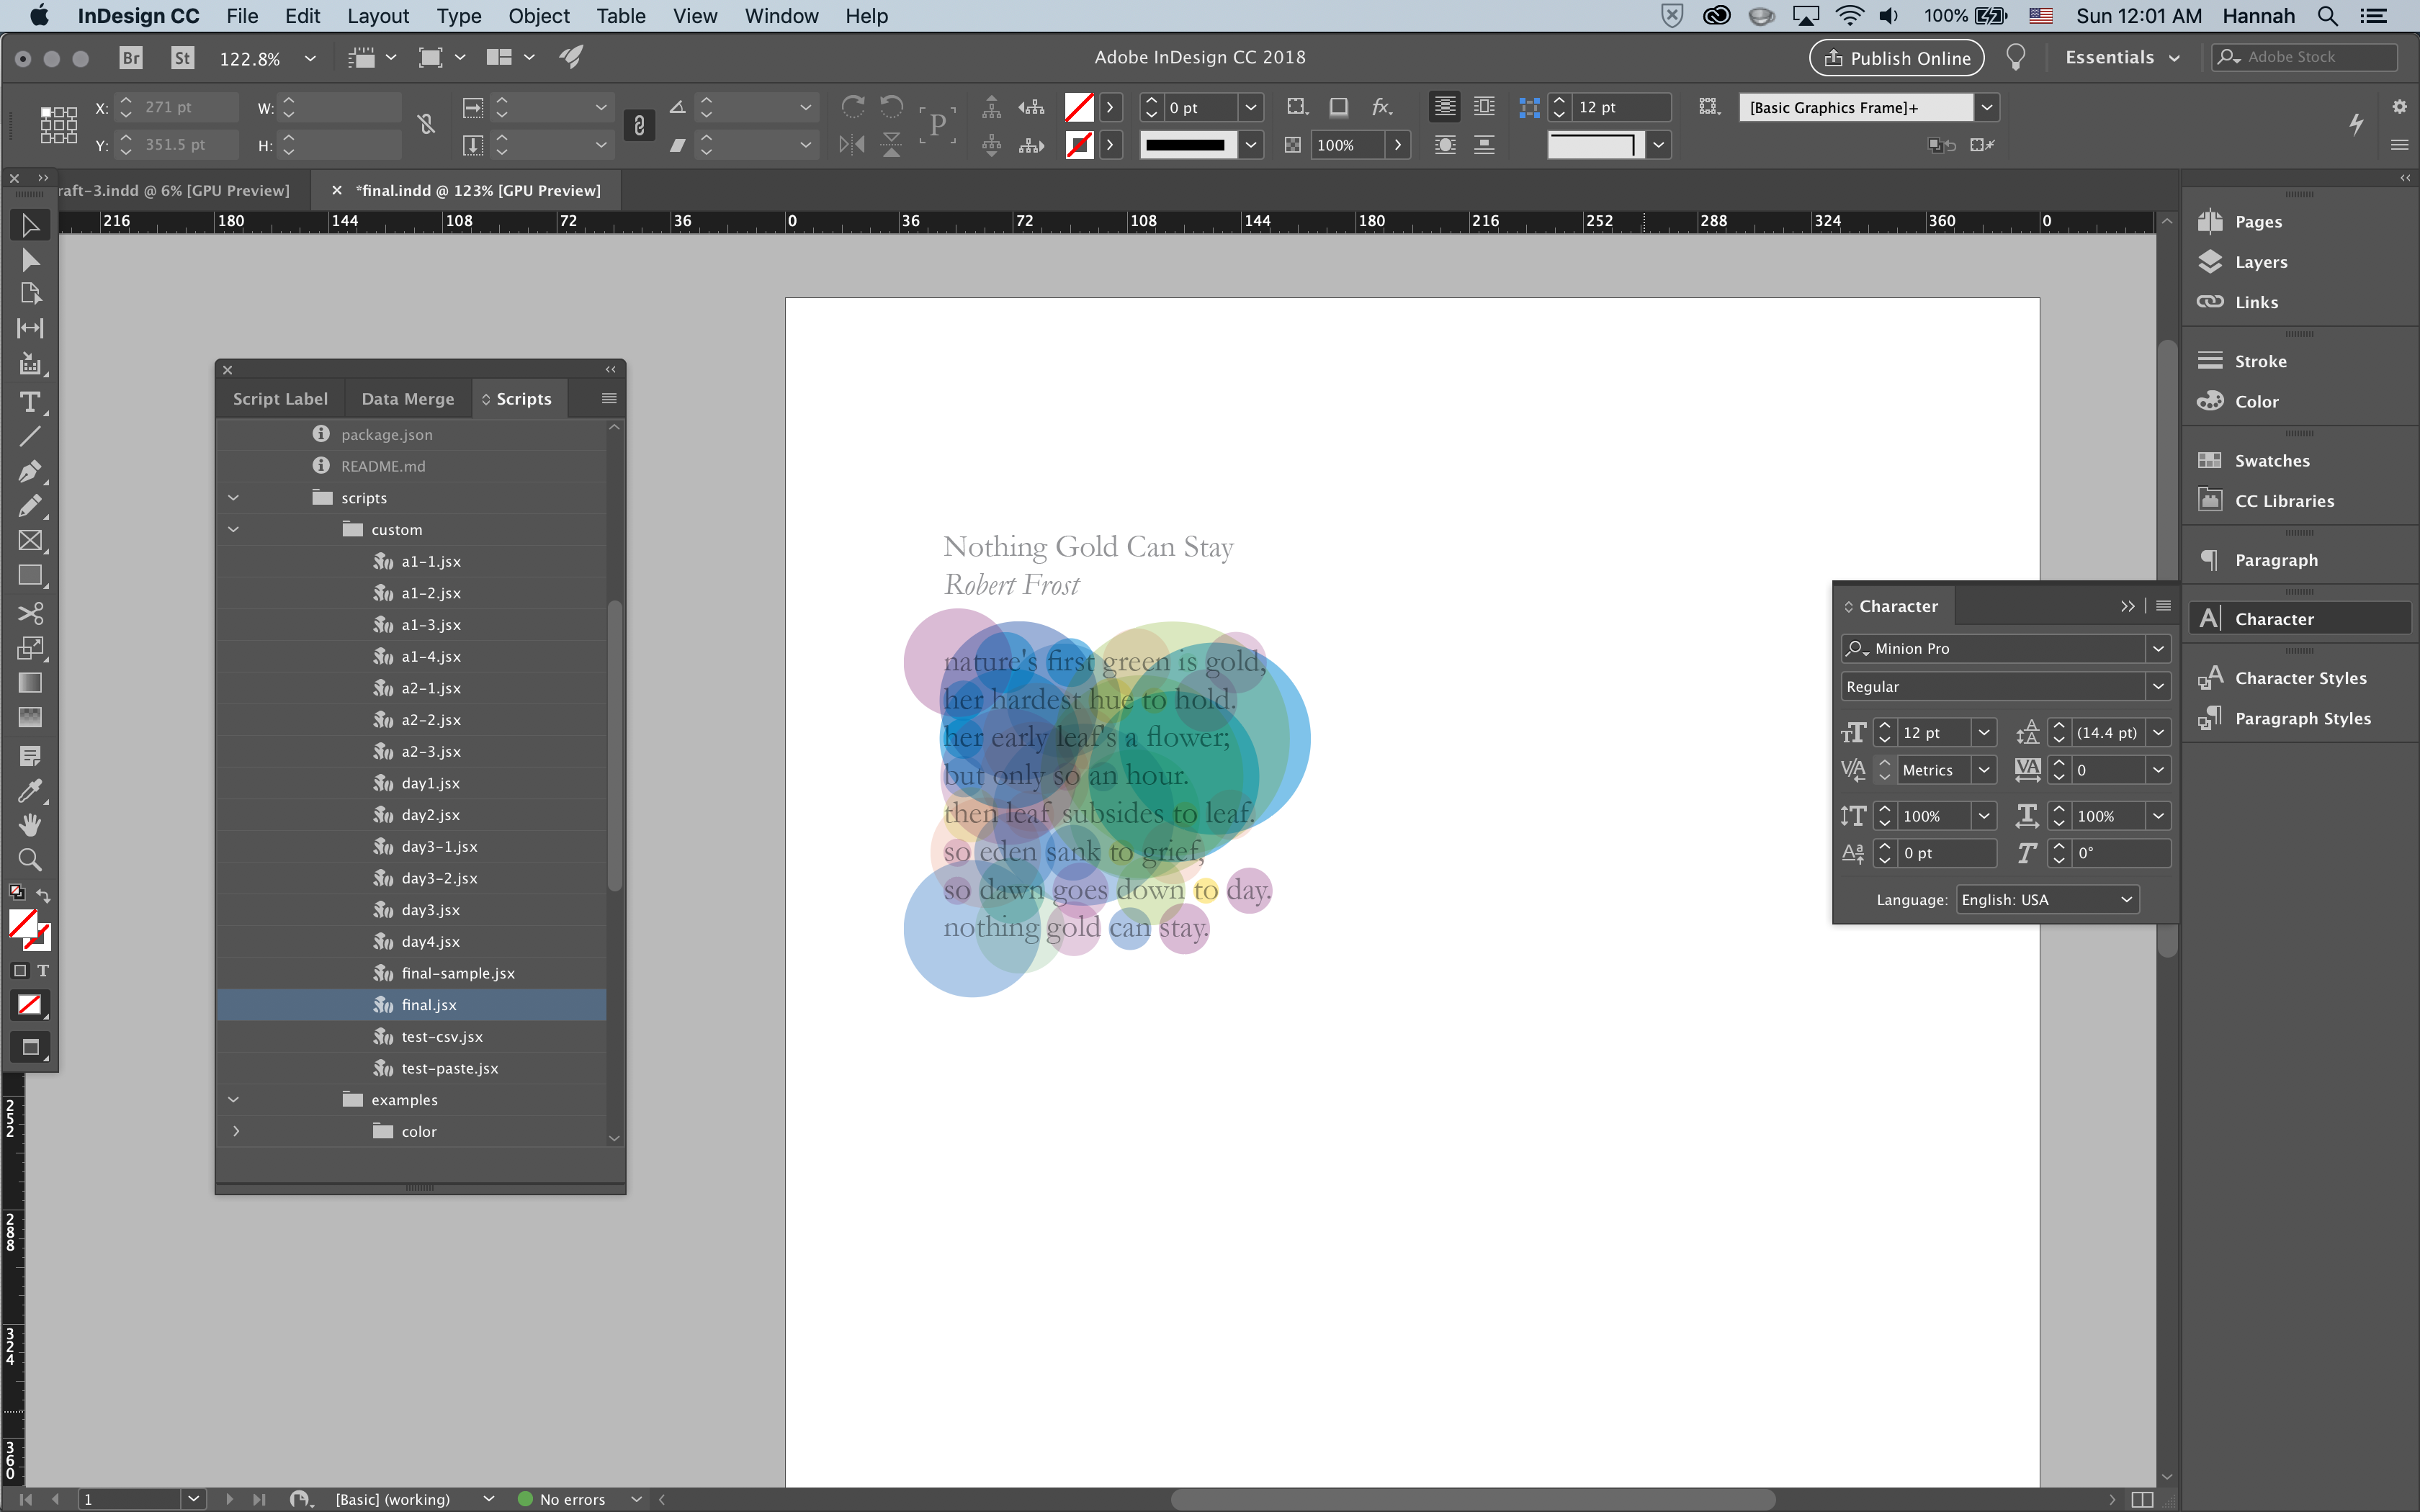 InDesign CC File Edit Layout Type Object Table View Window Help 100% Sun 12:01 AM Hannah
Br St 122.8% Adobe InDesign CC 2018 Publish Online Essentials Adobe Stock
X: 271 pt W: 0 pt 12 pt [Basic Graphics Frame]+
Y: 351.5 pt H: 100%
raft-3.indd @ 6% [GPU Preview] *final.indd @ 123% [GPU Preview]
216 180 144 108 72 36 0 36 72 108 144 180 216 252 288 324 360 0
Script Label Data Merge Scripts
package.json
README.md
scripts
custom
a1-1.jsx
a1-2.jsx
a1-3.jsx
a1-4.jsx
a2-1.jsx
a2-2.jsx
a2-3.jsx
day1.jsx
day2.jsx
day3-1.jsx
day3-2.jsx
day3.jsx
day4.jsx
final-sample.jsx
final.jsx
test-csv.jsx
test-paste.jsx
examples
color
Nothing Gold Can Stay
Robert Frost
nature's first green is gold,
her hardest hue to hold.
her early leaf's a flower;
but only so an hour.
then leaf subsides to leaf.
so eden sank to grief,
so dawn goes down to day.
nothing gold can stay.
Character
Minion Pro
Regular
12 pt (14.4 pt)
Metrics 0
100% 100%
0 pt 0°
Language: English: USA
Pages
Layers
Links
Stroke
Color
Swatches
CC Libraries
Paragraph
Character
Character Styles
Paragraph Styles
252
288
324
360
1 [Basic] (working) No errors